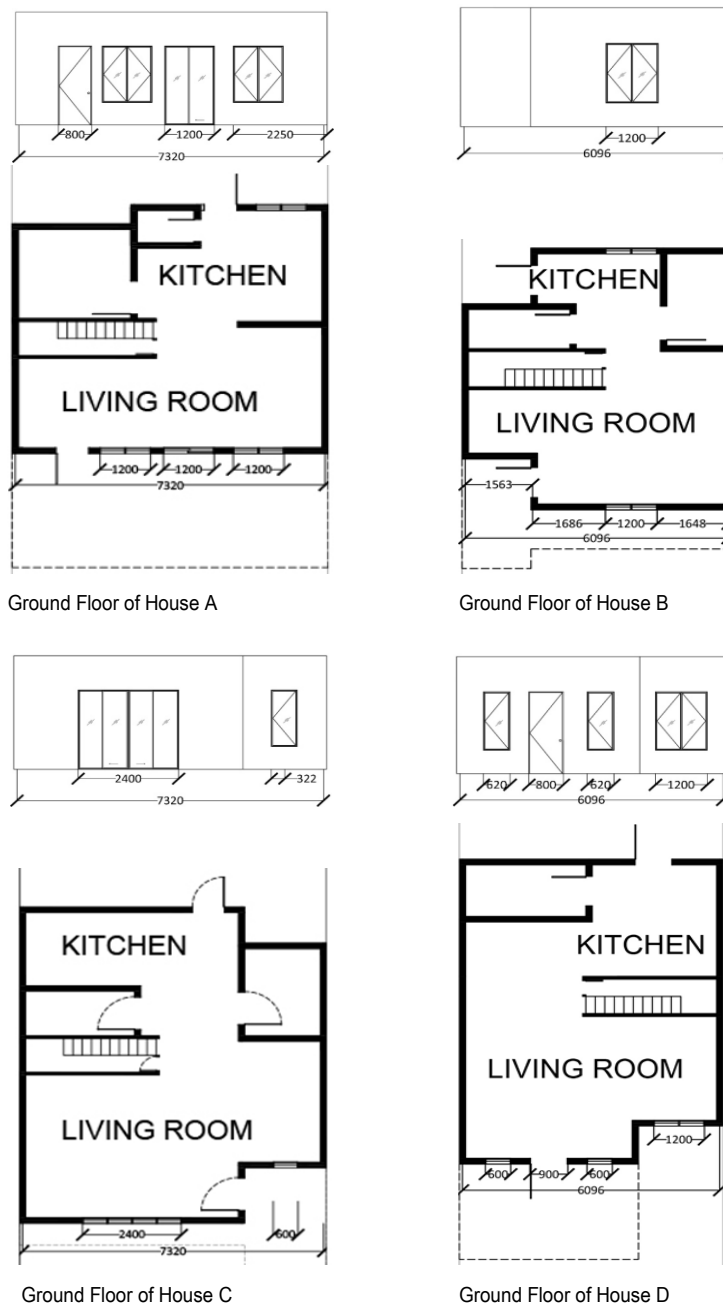 800
1200
2250
7320
KITCHEN
LIVING ROOM
1200
1200
1200
7320
Ground Floor of House A
1200
6096
KITCHEN
LIVING ROOM
1563
1686
1200
1648
6096
Ground Floor of House B
2400
322
7320
KITCHEN
LIVING ROOM
2400
600
7320
Ground Floor of House C
620
800
620
1200
6096
KITCHEN
LIVING ROOM
1200
600
900
600
6096
Ground Floor of House D